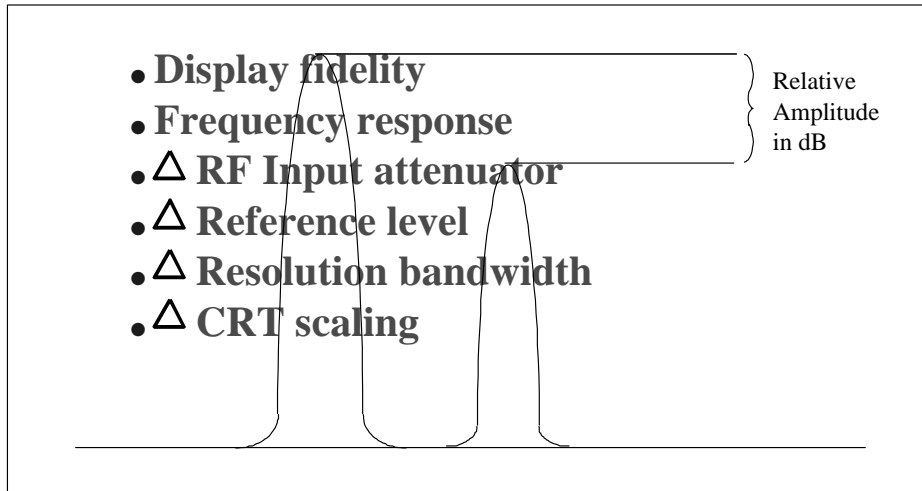 • Display fidelity
• Frequency response
• △ RF Input attenuator
• △ Reference level
• △ Resolution bandwidth
• △ CRT scaling
Relative
Amplitude
in dB